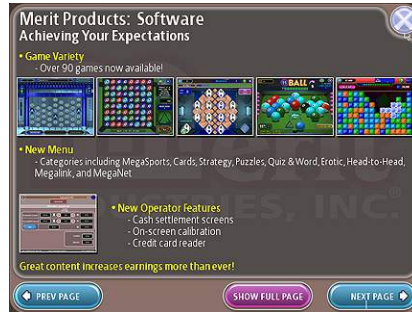 Merit Products: Software
Achieving Your Expectations
• Game Variety
- Over 90 games now available!
BALL
• New Menu
- Categories including MegaSports, Cards, Strategy, Puzzles, Quiz & Word, Erotic, Head-to-Head,
Megalink, and MegaNet
• New Operator Features
- Cash settlement screens
- On-screen calibration
- Credit card reader
Great content increases earnings more than ever!
PREV PAGE
SHOW FULL PAGE
NEXT PAGE